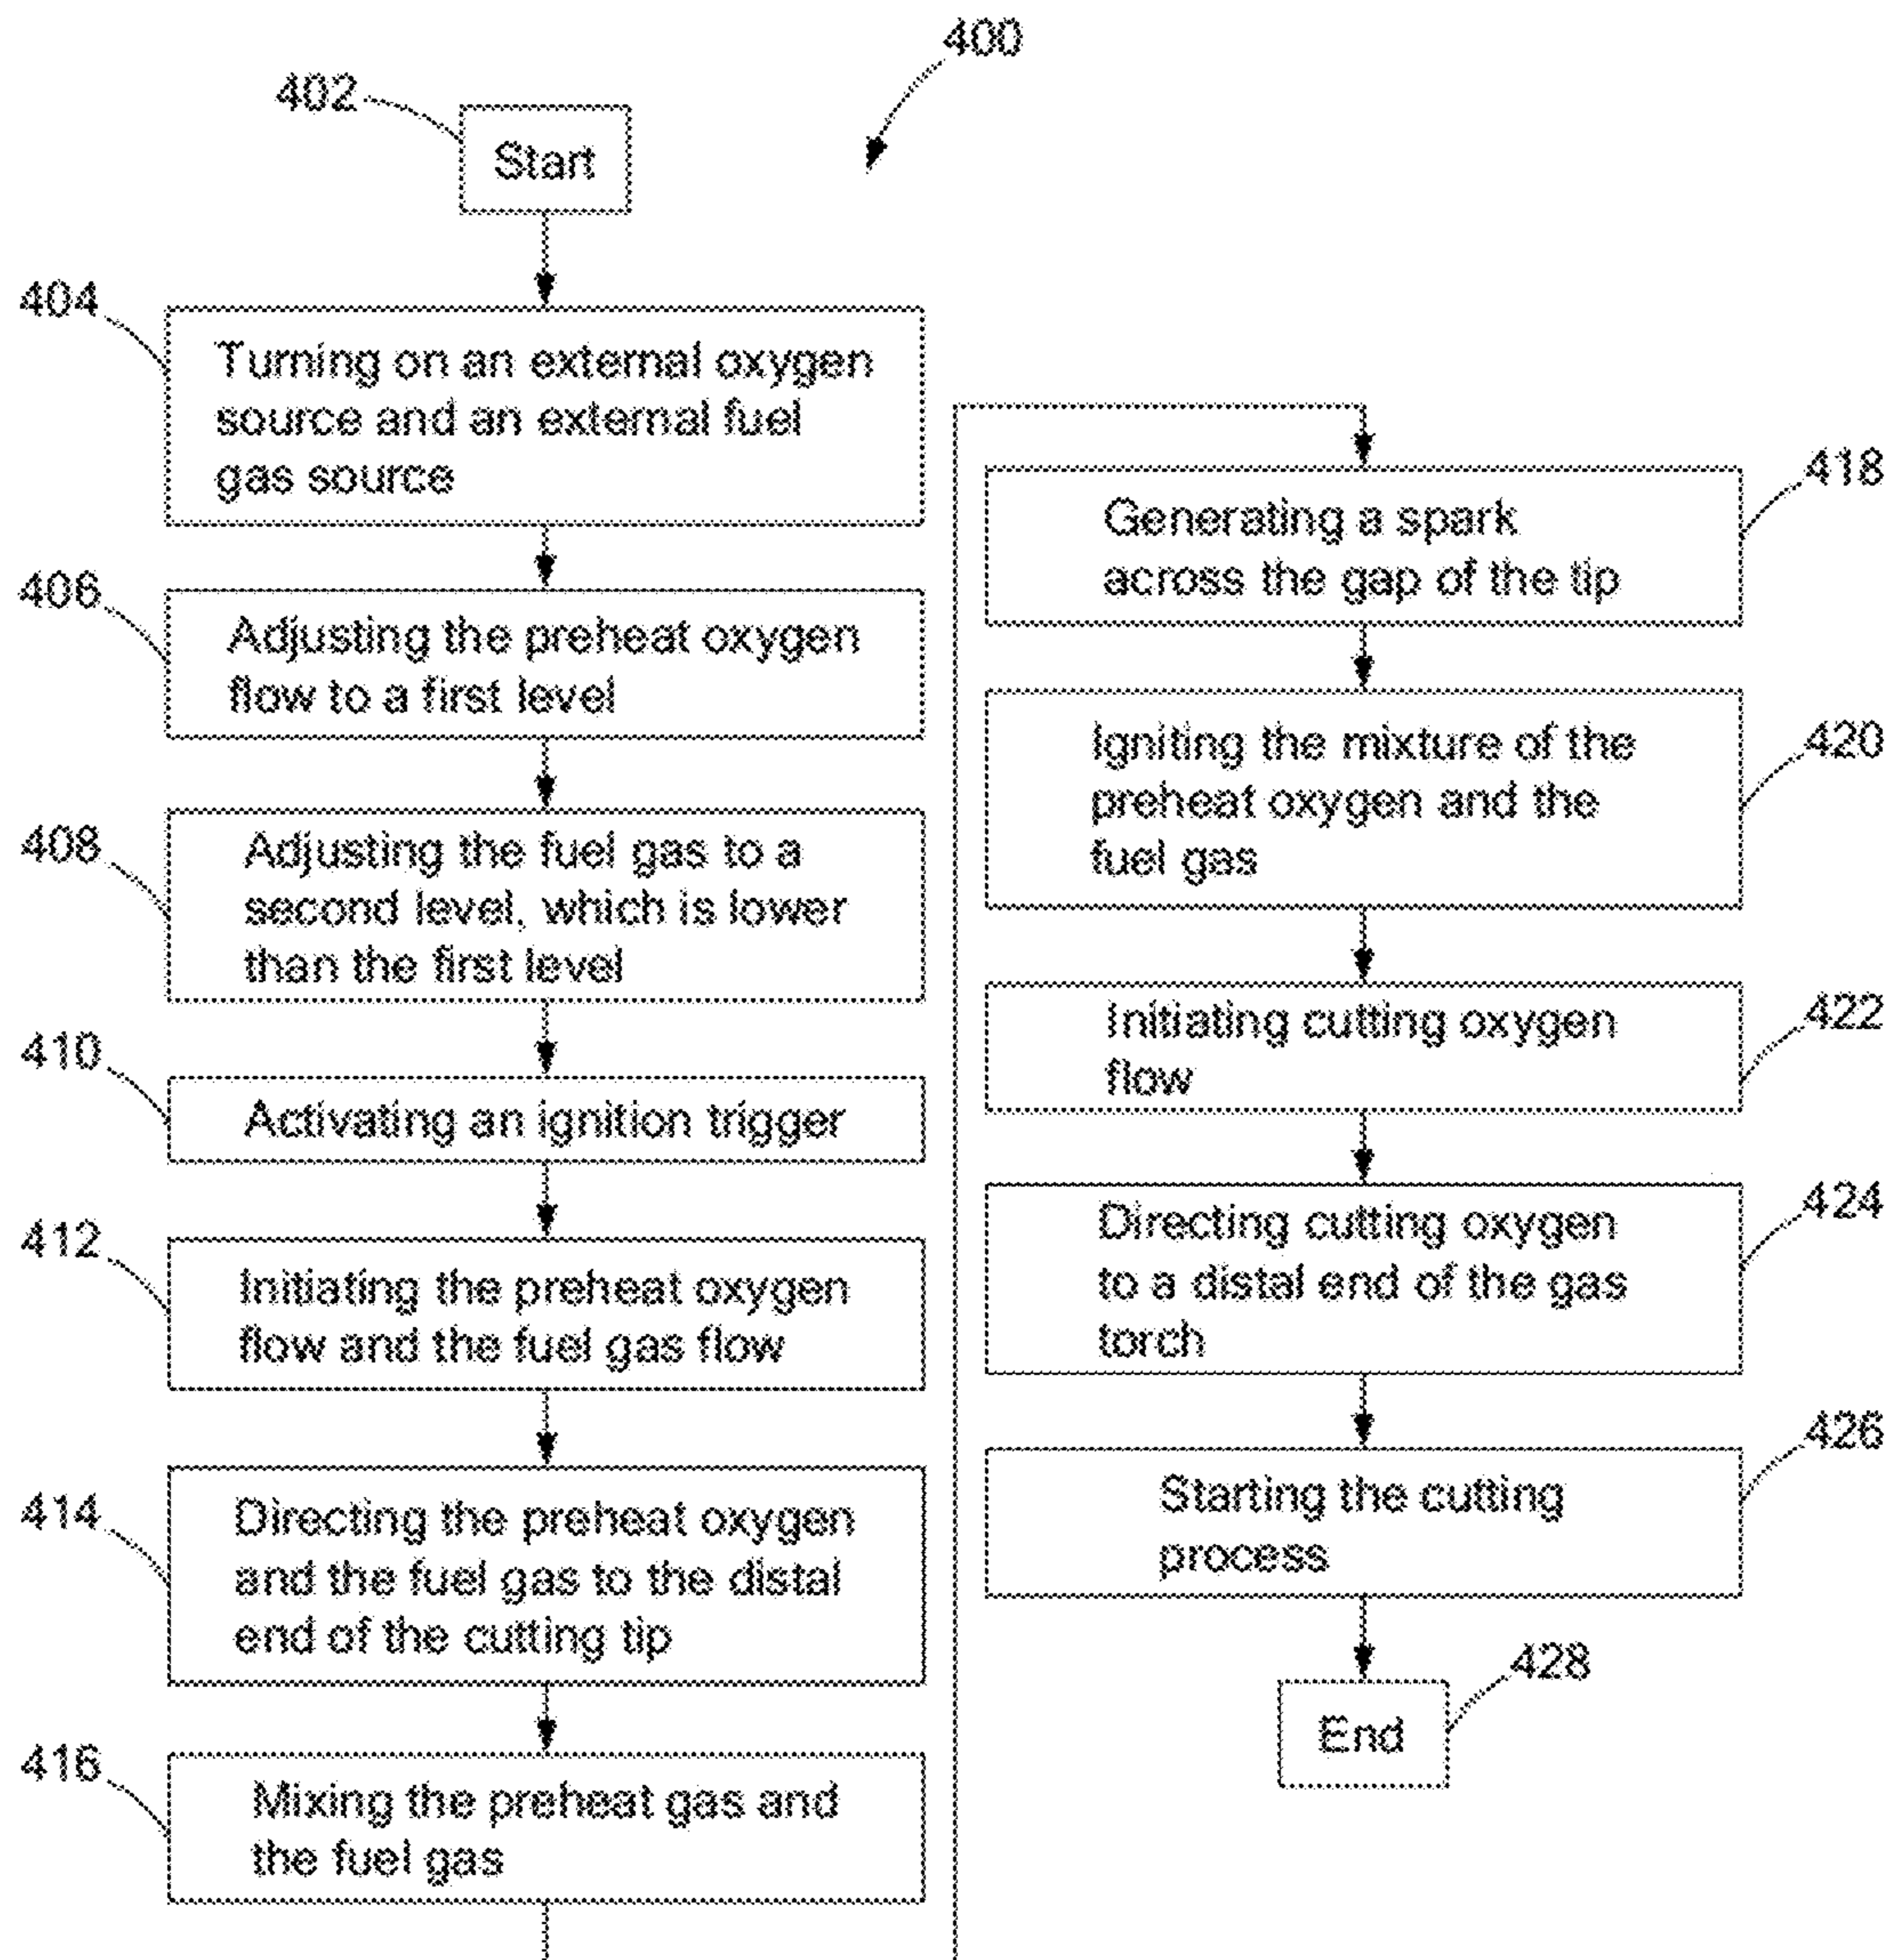 400
402
Start
404
Turning on an external oxygen
source and an external fuel
gas source
406
Adjusting the preheat oxygen
flow to a first level
408
Adjusting the fuel gas to a
second level, which is lower
than the first level
410
Activating an ignition trigger
412
Initiating the preheat oxygen
flow and the fuel gas flow
414
Directing the preheat oxygen
and the fuel gas to the distal
end of the cutting tip
416
Mixing the preheat gas and
the fuel gas
418
Generating a spark
across the gap of the tip
420
Igniting the mixture of the
preheat oxygen and the
fuel gas
422
Initiating cutting oxygen
flow
424
Directing cutting oxygen
to a distal end of the gas
torch
426
Starting the cutting
process
428
End